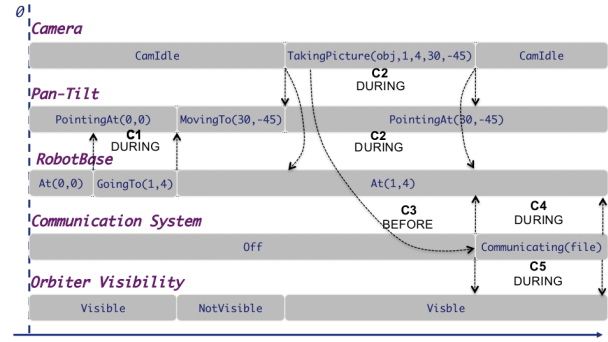 0
Camera
CamIdle TakingPicture(obj,1,4,30,-45) CamIdle
C2
DURING
Pan-Tilt
PointingAt(0,0) MovingTo(30,-45) PointingAt(30,-45)
C1
DURING
C2
DURING
RobotBase
At(0,0) GoingTo(1,4) At(1,4)
C3
BEFORE
C4
DURING
Communication System
Off Communicating(file)
C5
DURING
Orbiter Visibility
Visible NotVisible Visble